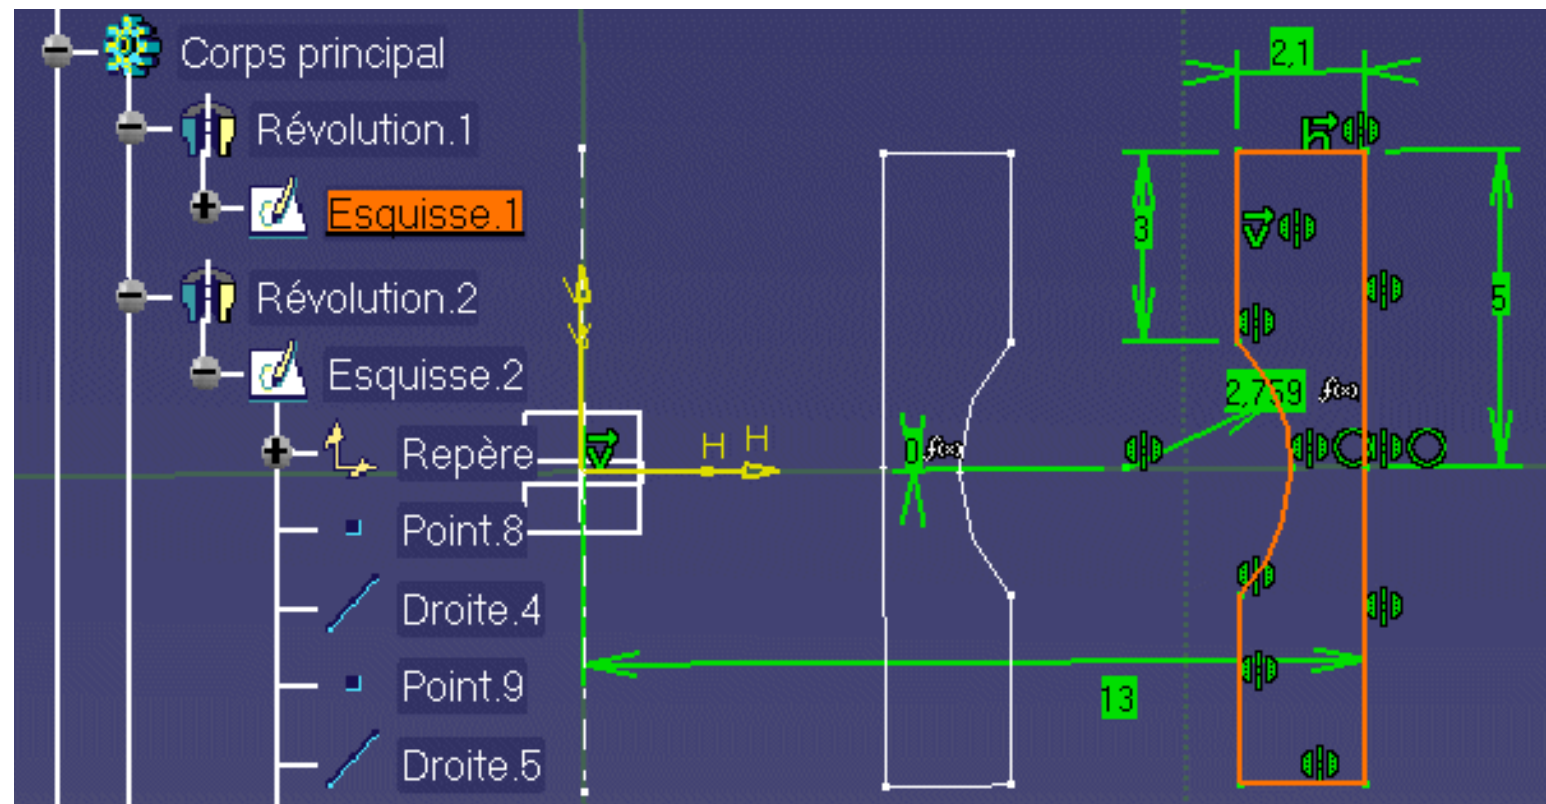 Corps principal
Révolution.1
Esquisse.1
Révolution.2
Esquisse.2
Repère
Point.8
Droite.4
Point.9
Droite.5
V
H H
2,1
3
5
2,759 f(x)
0 f(x)
13